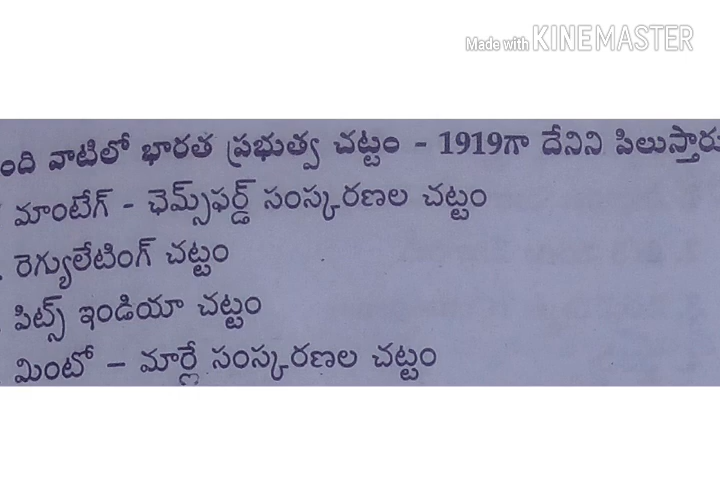 Made with KINEMASTER
ంది వాటిలో భారత ప్రభుత్వ చట్టం - 1919గా దేనిని పిలుస్తారు
మాంటేగ్ - ఛెమ్స్‌ఫర్డ్ సంస్కరణల చట్టం
రెగ్యులేటింగ్ చట్టం
పిట్స్ ఇండియా చట్టం
మింటో – మార్లే సంస్కరణల చట్టం